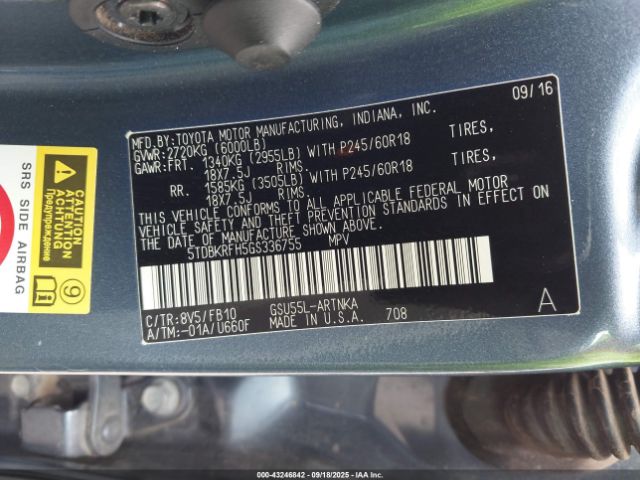 09/16
MFD.BY:TOYOTA MOTOR MANUFACTURING, INDIANA, INC.
GVWR:2720KG (6000LB)
GAWR:FRT. 1340KG (2955LB) WITH P245/60R18 TIRES,
18X7.5J RIMS.
RR. 1585KG (3505LB) WITH P245/60R18 TIRES,
18X7.5J RIMS.
THIS VEHICLE CONFORMS TO ALL APPLICABLE FEDERAL MOTOR
VEHICLE SAFETY AND THEFT PREVENTION STANDARDS IN EFFECT ON
THE DATE OF MANUFACTURE SHOWN ABOVE.
5TDBKRFH5GS336755 MPV
C/TR:8V5/FB10 GSU55L-ARTNKA A
A/TM:-01A/U660F MADE IN U.S.A. 708
SRS SIDE AIRBAG
CAUTION
ATTENTION
ACHTUNG
Предупреждение
9
000-43246842 - 09/18/2025 - IAAI.COM